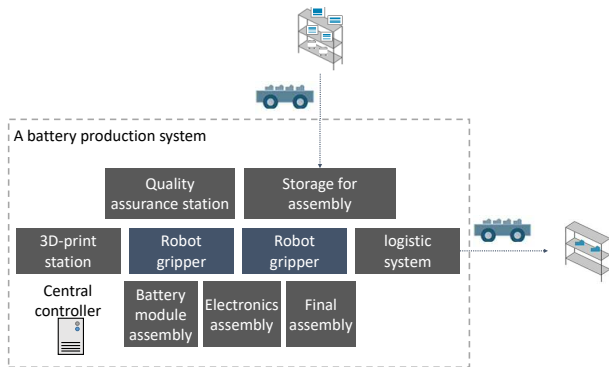 A battery production system
Quality
assurance station
Storage for
assembly
3D-print
station
Robot
gripper
Robot
gripper
logistic
system
Central
controller
Battery
module
assembly
Electronics
assembly
Final
assembly